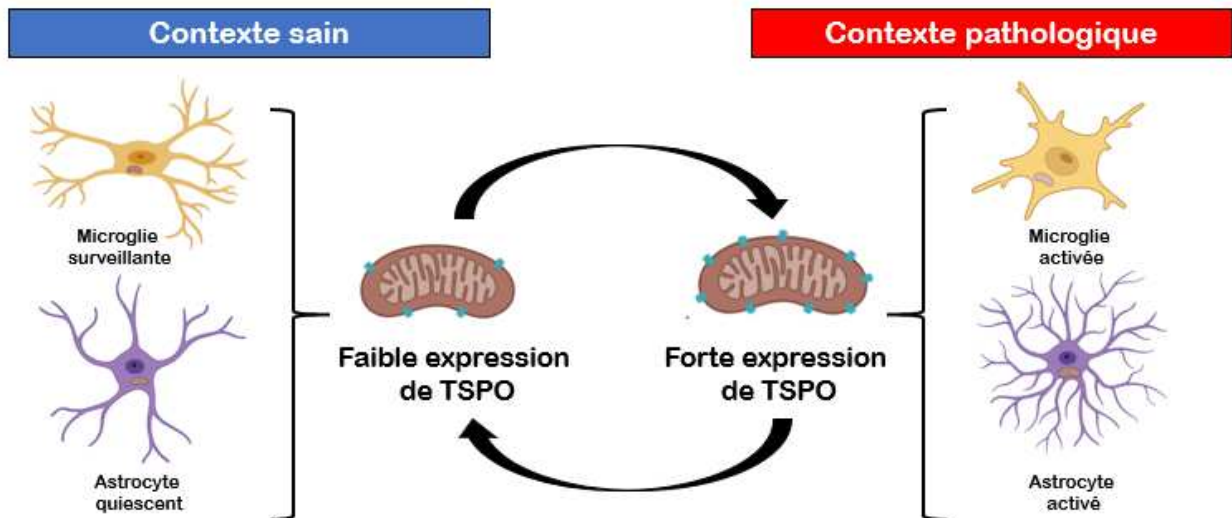 Contexte sain
Contexte pathologique
Microglie
surveillante
Astrocyte
quiescent
Faible expression
de TSPO
Forte expression
de TSPO
Microglie
activée
Astrocyte
activé